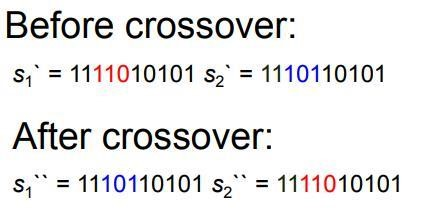 Before crossover:
s₁` = 1111010101 s₂` = 1110110101
After crossover:
s₁`` = 1110110101 s₂`` = 1111010101